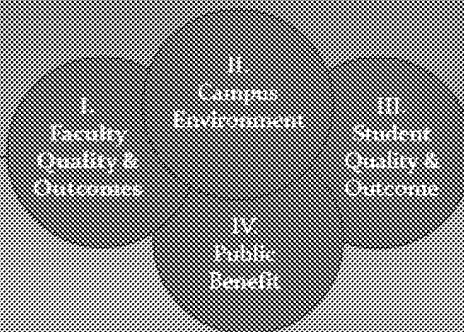 I.
Faculty
Quality &
Outcomes
II.
Campus
Environment
III
Student
Quality &
Outcome
IV.
Public
Benefit